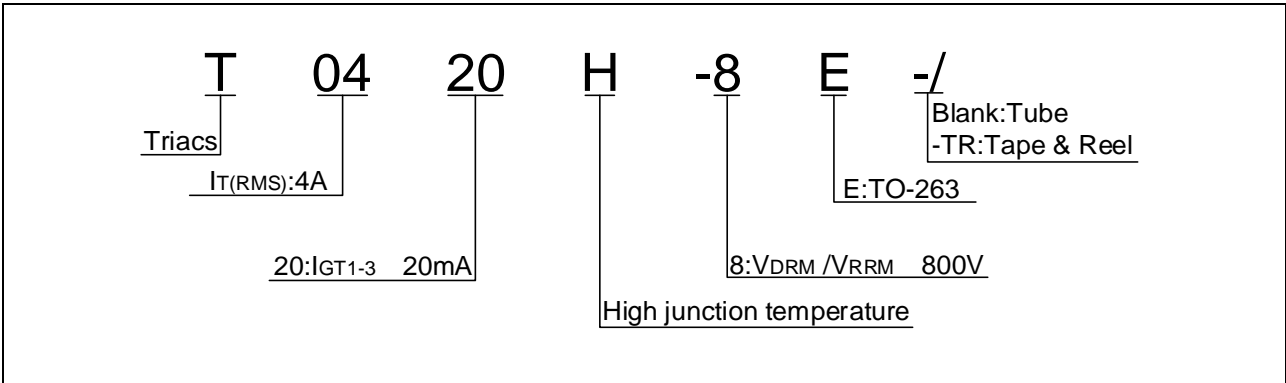 T 04 20 H -8 E -/
Blank:Tube
Triacs
-TR:Tape & Reel
IT(RMS):4A
E:TO-263
20:IGT1-3 20mA
8:VDRM /VRRM 800V
High junction temperature